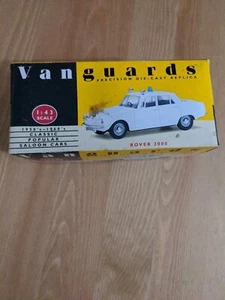 Vanguards
PRECISION DIE-CAST REPLICA
1:43
SCALE
1950's-1960's
CLASSIC
POPULAR
SALOON CARS
ROVER 2000